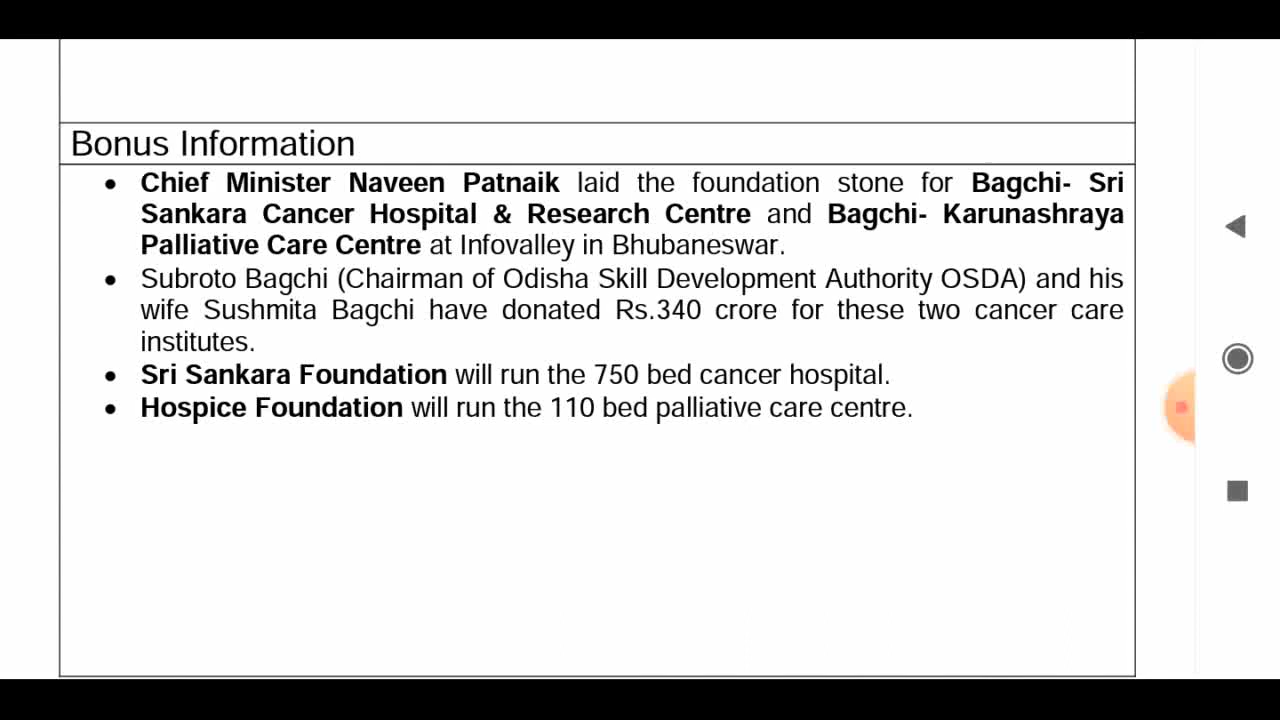 Bonus Information
• Chief Minister Naveen Patnaik laid the foundation stone for Bagchi- Sri
Sankara Cancer Hospital & Research Centre and Bagchi- Karunashraya
Palliative Care Centre at Infovalley in Bhubaneswar.
• Subroto Bagchi (Chairman of Odisha Skill Development Authority OSDA) and his
wife Sushmita Bagchi have donated Rs.340 crore for these two cancer care
institutes.
• Sri Sankara Foundation will run the 750 bed cancer hospital.
• Hospice Foundation will run the 110 bed palliative care centre.